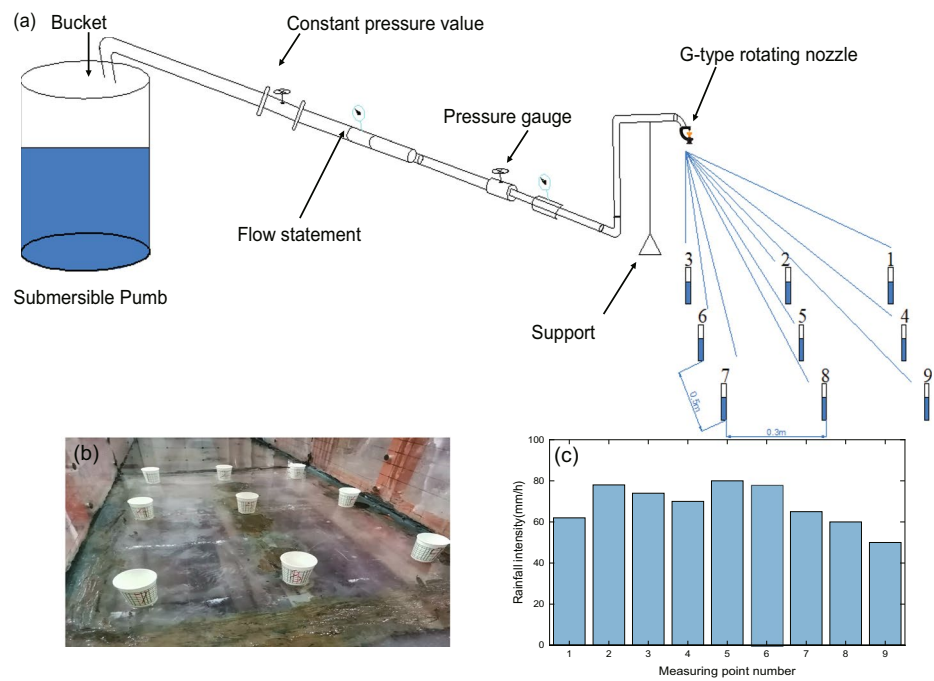 (a)
Bucket
Constant pressure value
G-type rotating nozzle
Pressure gauge
Flow statement
Submersible Pumb
Support
3
2
1
6
5
4
7
8
9
0.5m
0.3m
(b)
(c)
100
80
60
40
20
0
Rainfall intensity(mm/h)
1 2 3 4 5 6 7 8 9
Measuring point number